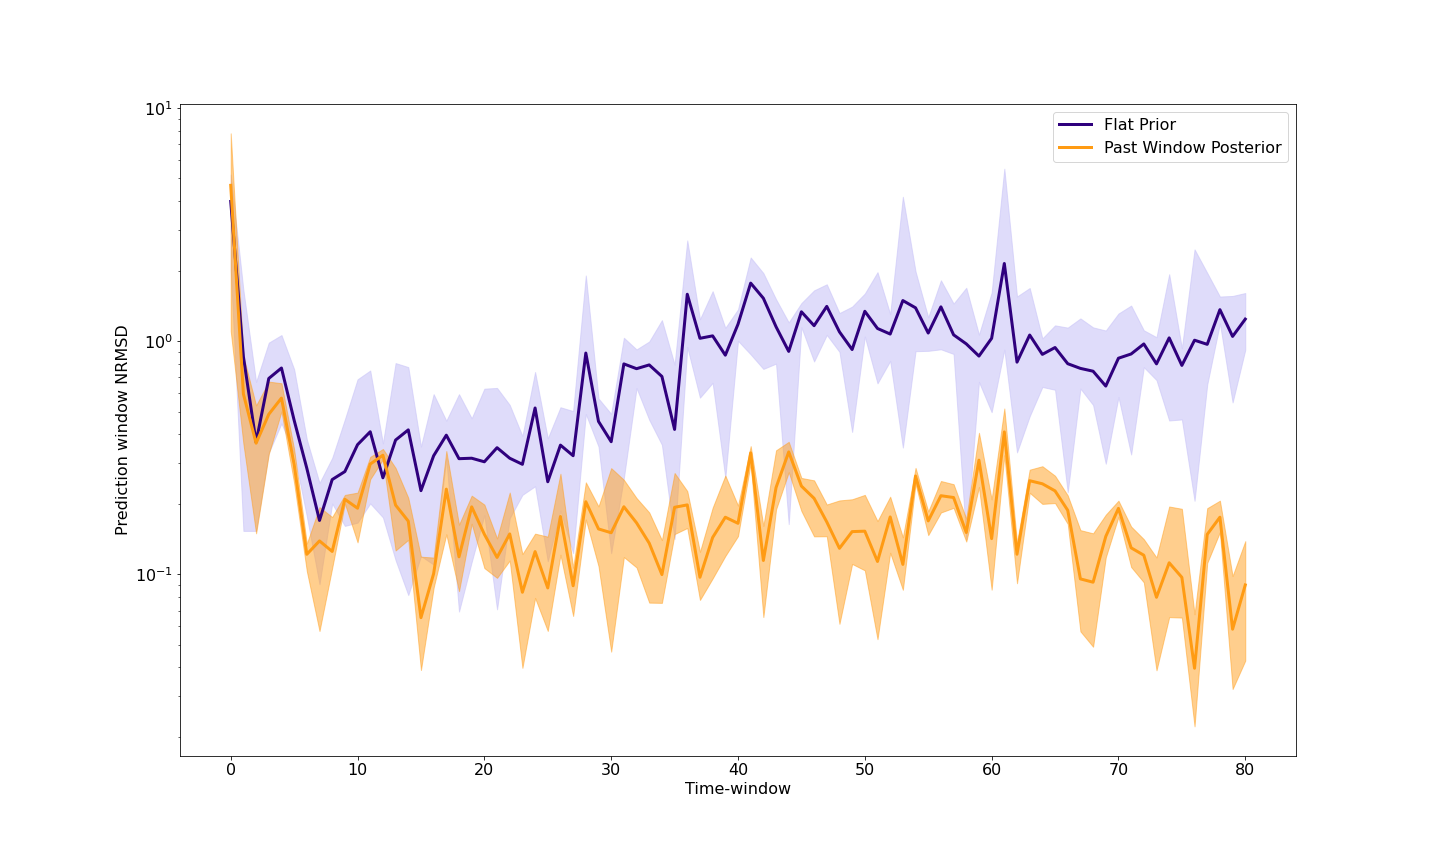 10¹
10⁰
10⁻¹
Prediction window NRMSD
Flat Prior
Past Window Posterior
0 10 20 30 40 50 60 70 80
Time-window